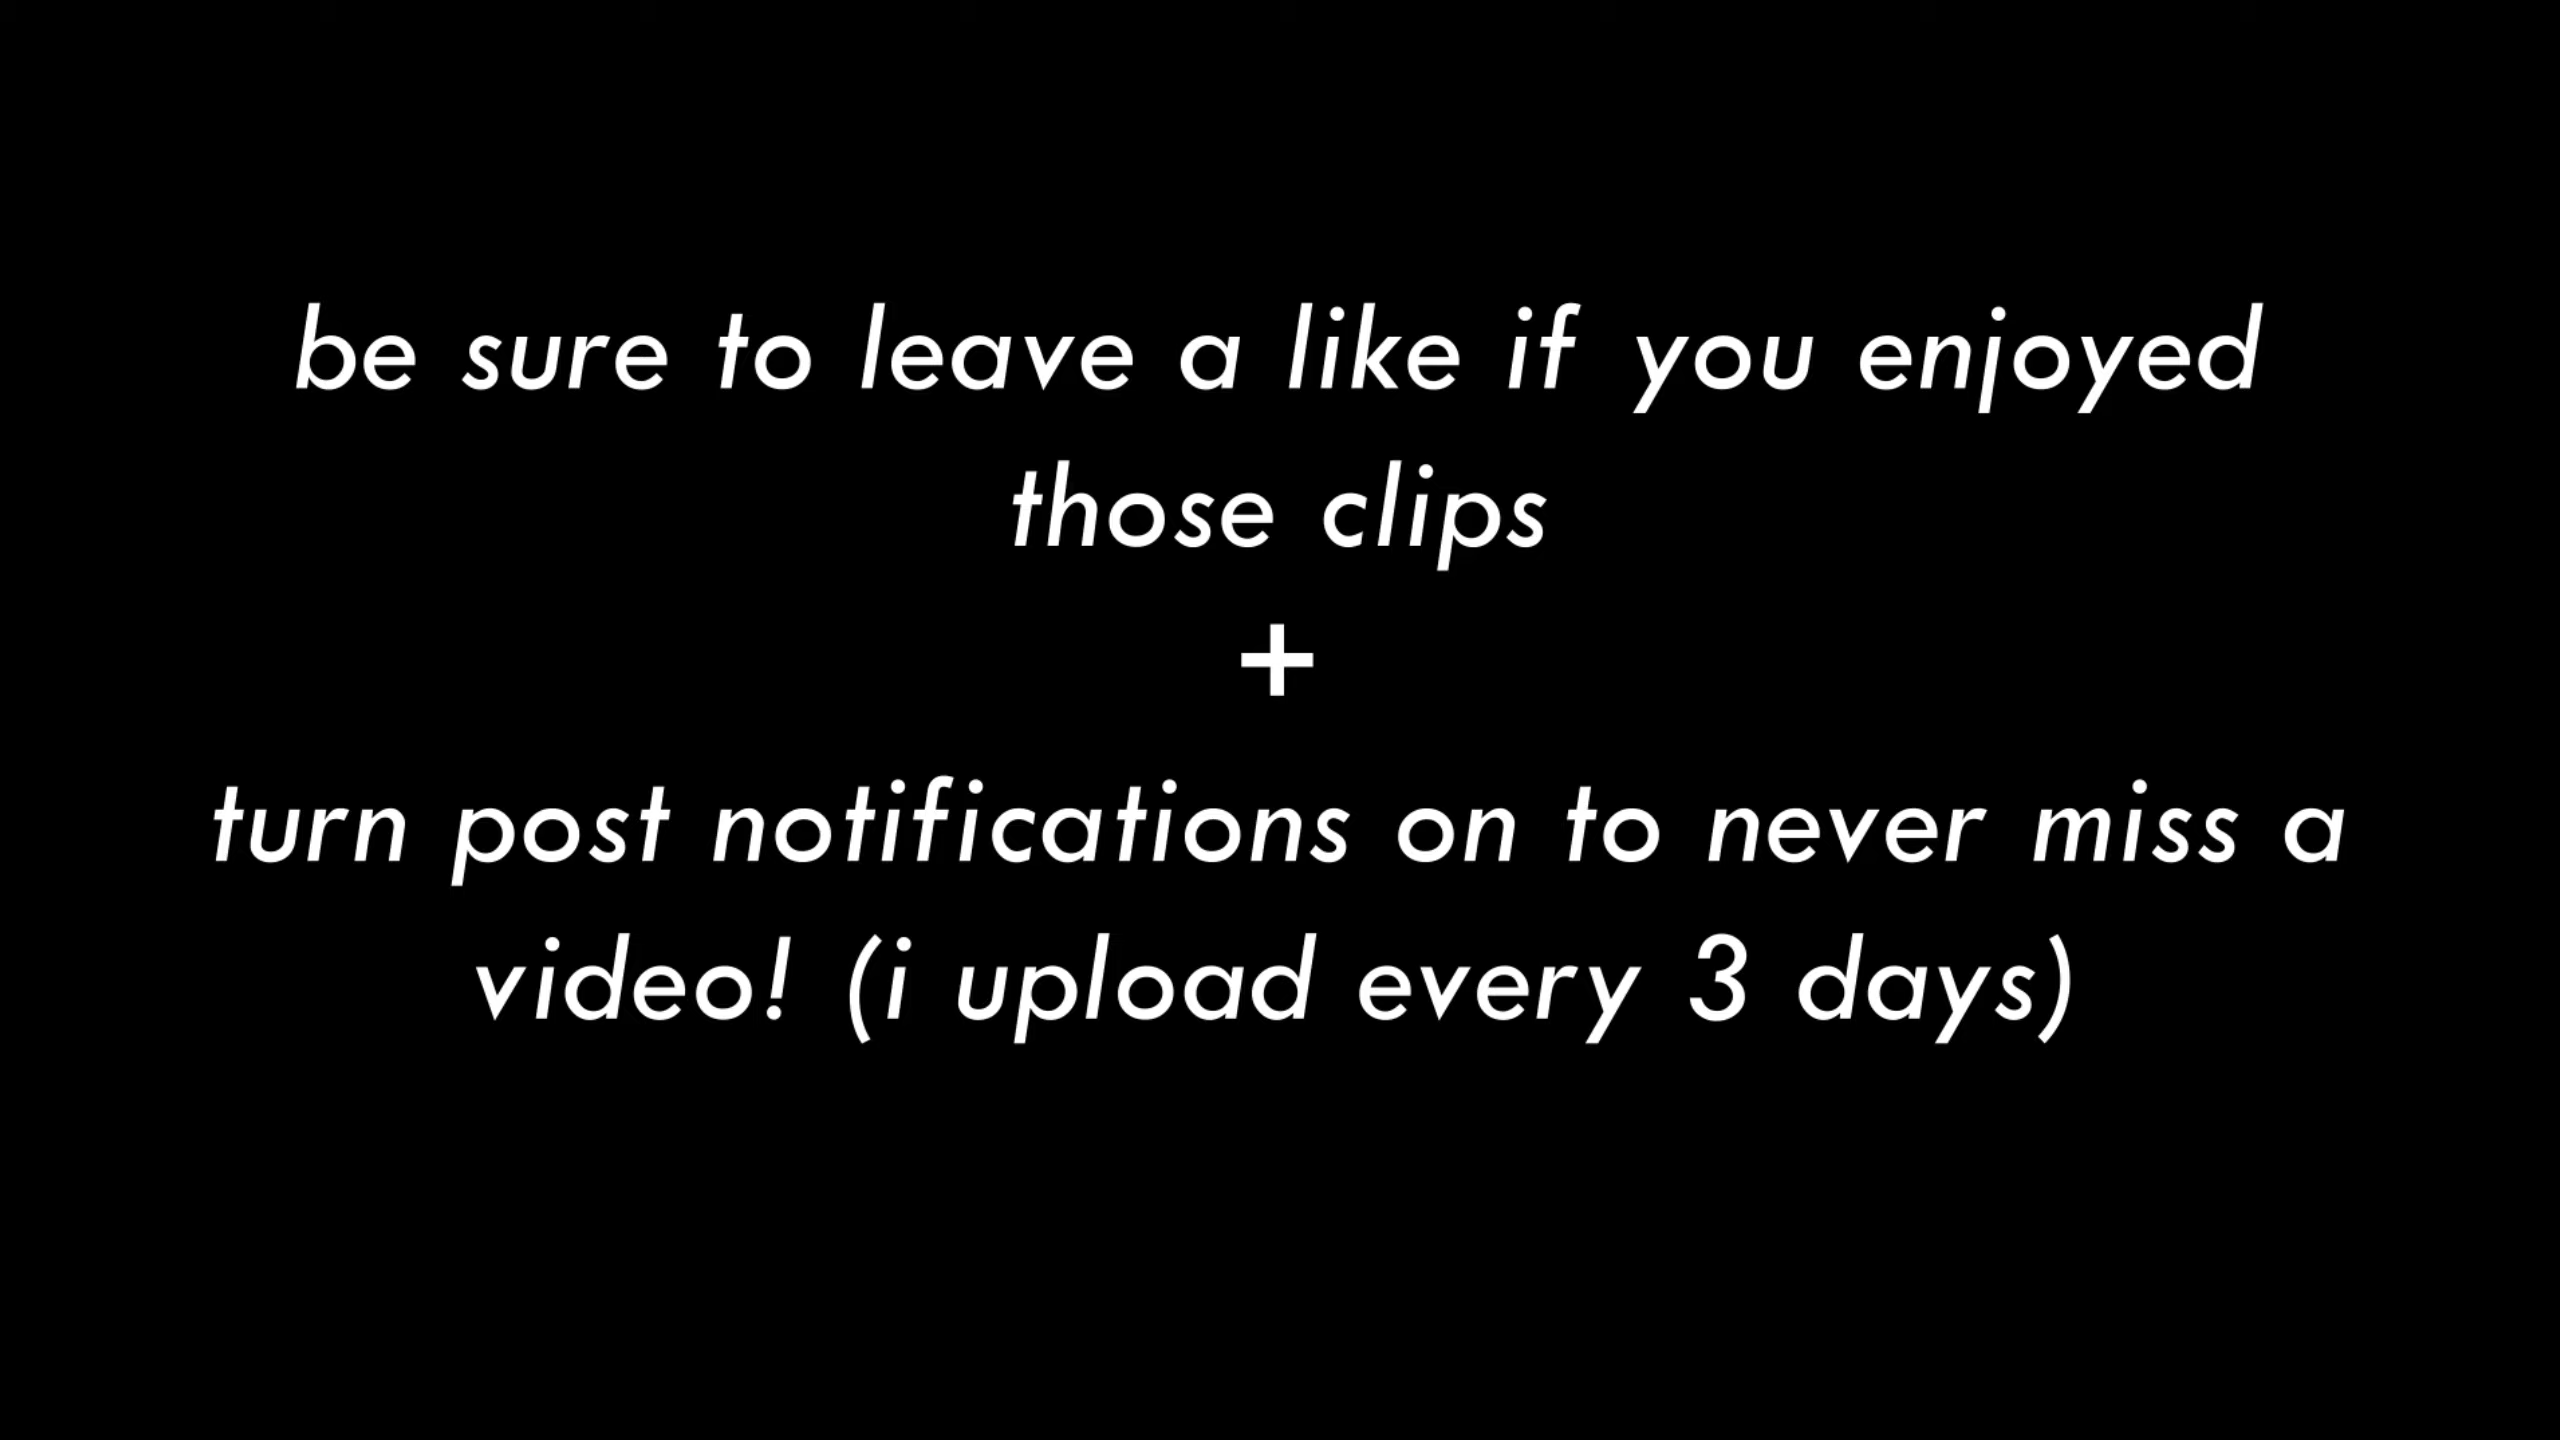 be sure to leave a like if you enjoyed
those clips
+
turn post notifications on to never miss a
video! (i upload every 3 days)